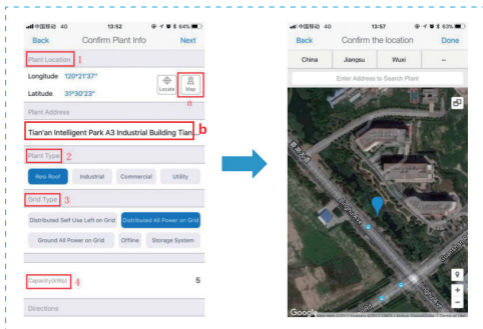 中国移动 4G 13:52 64%
Back Confirm Plant Info Next
Plant Location 1
Longitude 120°21'37"
Latitude 31°30'23"
Locate Map
a
Plant Address
Tian'an Intelligent Park A3 Industrial Building Tian... b
Plant Type 2
Resi Roof Industrial Commercial Utility
Grid Type 3
Distributed Self Use Left on Grid Distributed All Power on Grid
Ground All Power on Grid Offline Storage System
Capacity(kWp) 4 5
Directions
中国移动 4G 13:57 63%
Back Confirm the location Done
China Jiangsu Wuxi –
Enter Address to Search Plant
+
−
Google